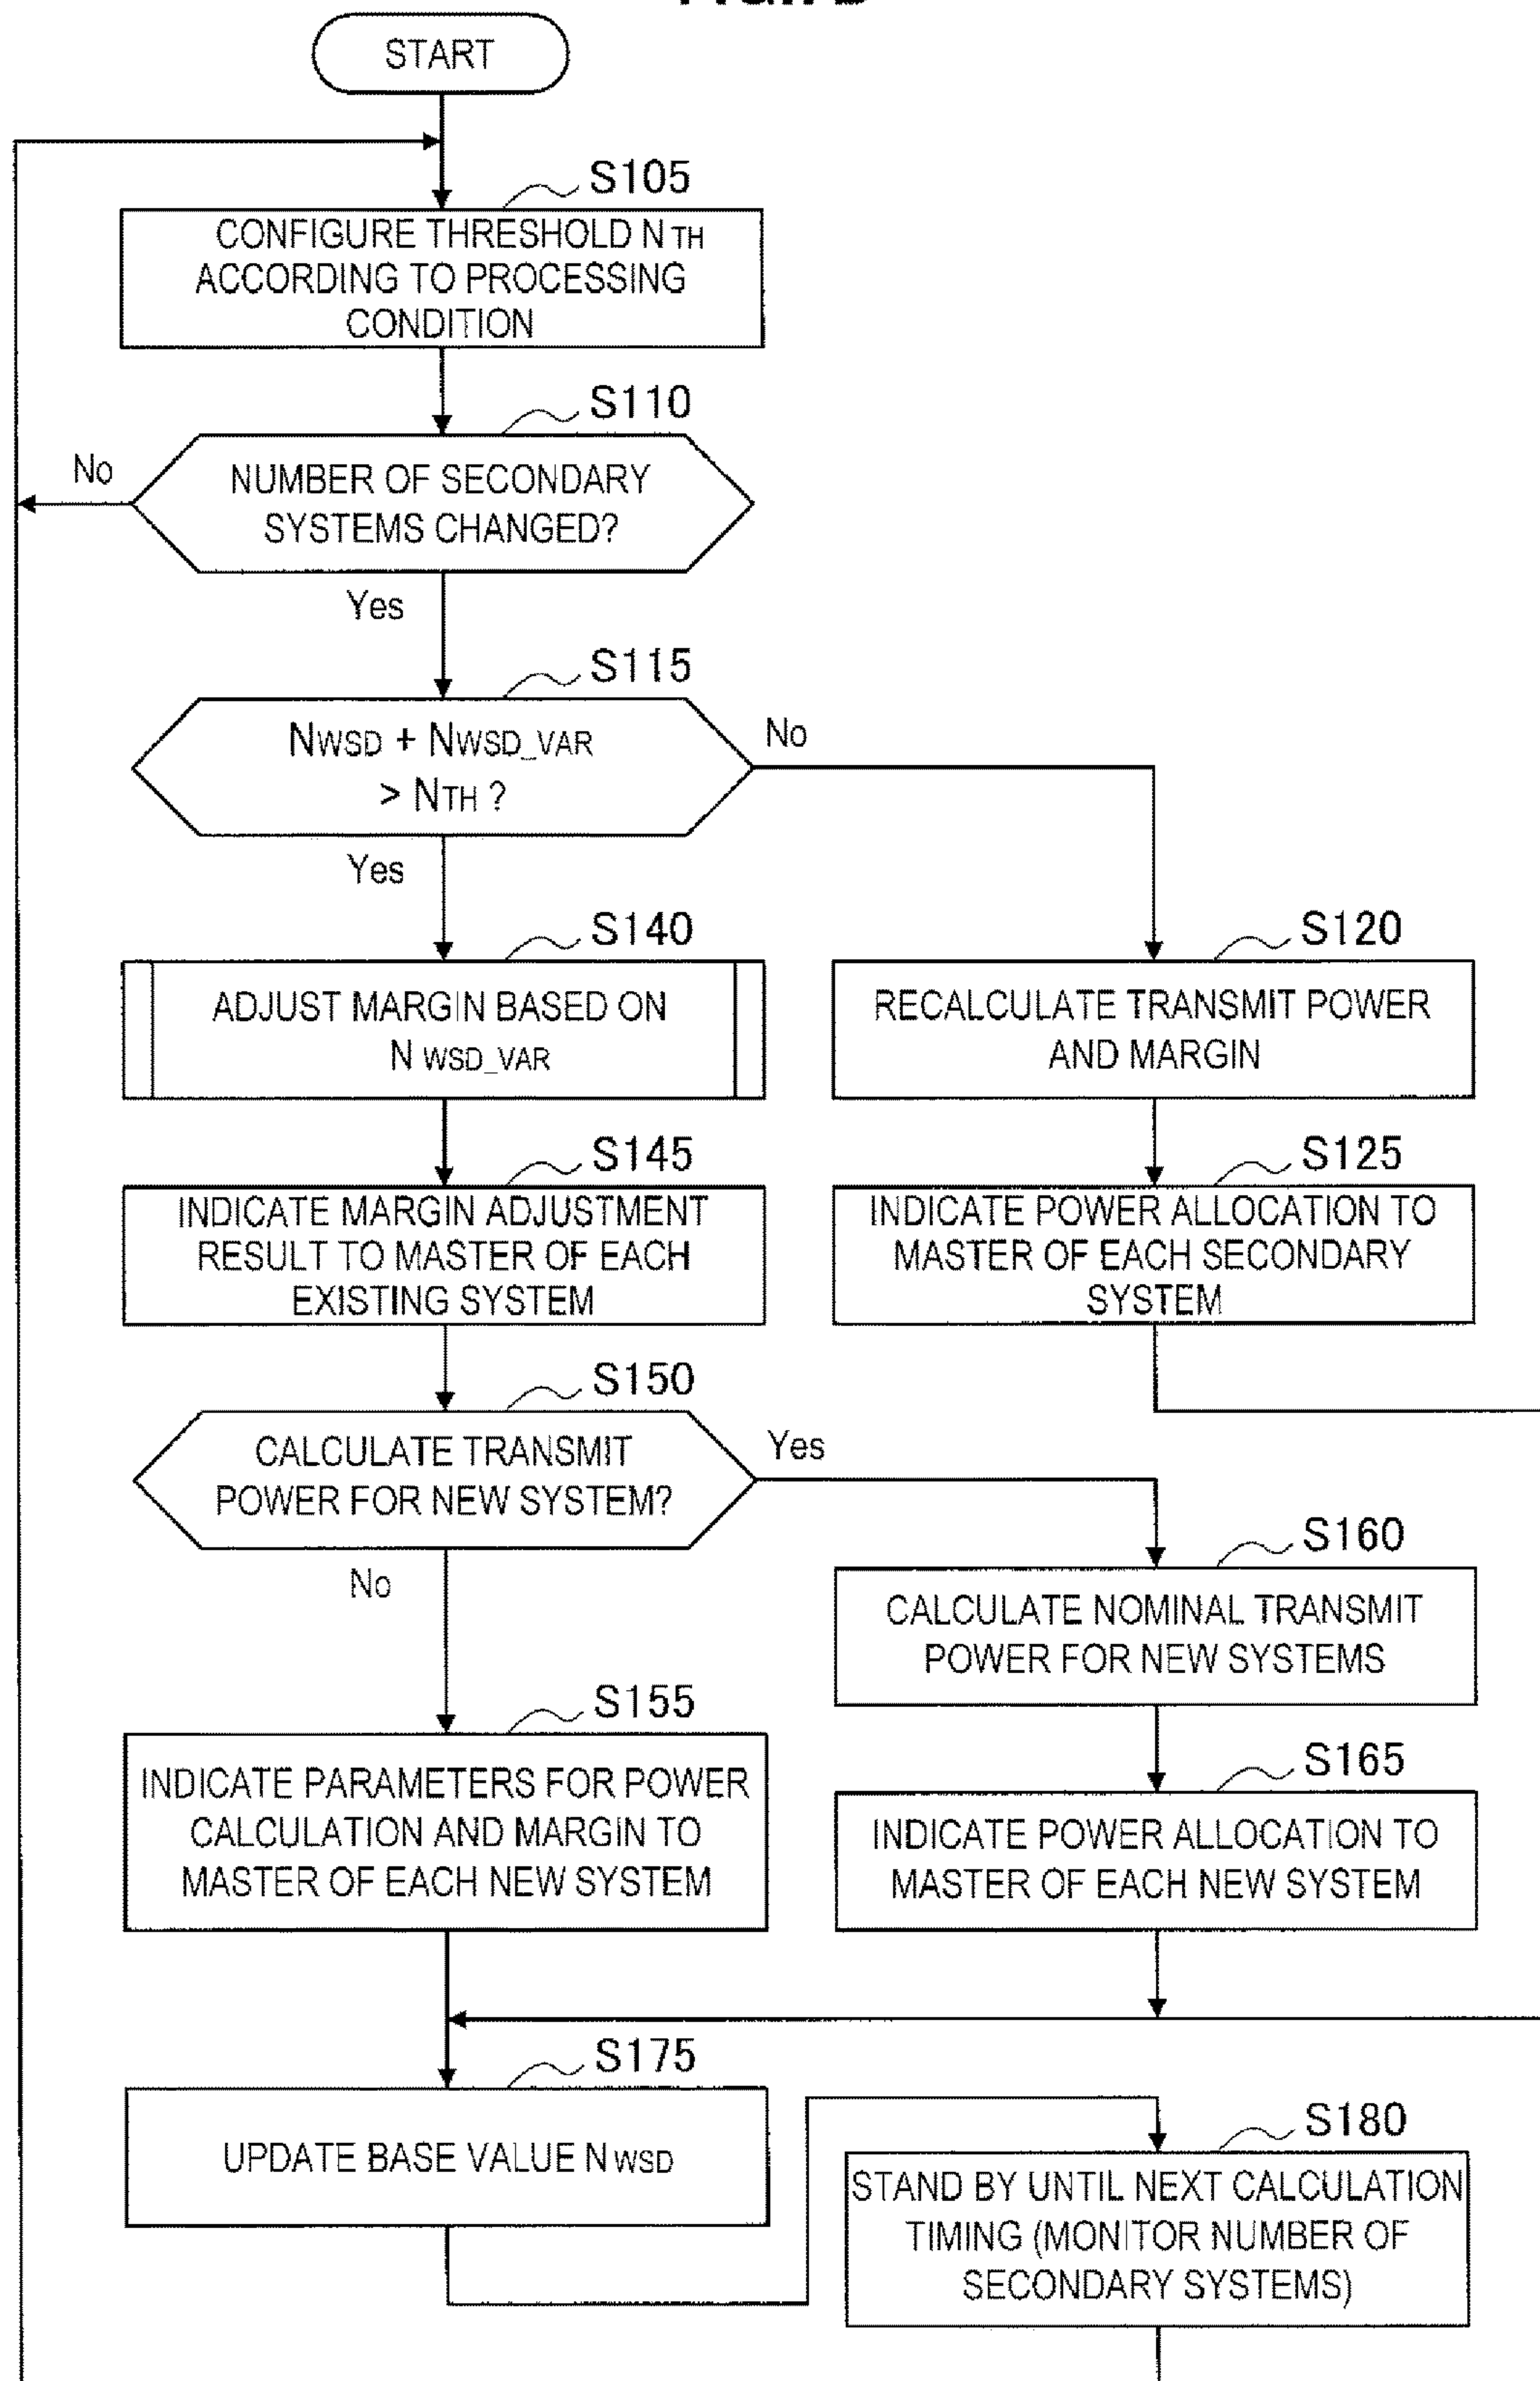 START
S105
CONFIGURE THRESHOLD NTH
ACCORDING TO PROCESSING
CONDITION
S110
No
NUMBER OF SECONDARY
SYSTEMS CHANGED?
Yes
S115
NWSD + NWSD_VAR
> NTH ?
No
Yes
S140
ADJUST MARGIN BASED ON
N WSD_VAR
S120
RECALCULATE TRANSMIT POWER
AND MARGIN
S145
INDICATE MARGIN ADJUSTMENT
RESULT TO MASTER OF EACH
EXISTING SYSTEM
S125
INDICATE POWER ALLOCATION TO
MASTER OF EACH SECONDARY
SYSTEM
S150
CALCULATE TRANSMIT
POWER FOR NEW SYSTEM?
Yes
No
S160
CALCULATE NOMINAL TRANSMIT
POWER FOR NEW SYSTEMS
S155
INDICATE PARAMETERS FOR POWER
CALCULATION AND MARGIN TO
MASTER OF EACH NEW SYSTEM
S165
INDICATE POWER ALLOCATION TO
MASTER OF EACH NEW SYSTEM
S175
UPDATE BASE VALUE NWSD
S180
STAND BY UNTIL NEXT CALCULATION
TIMING (MONITOR NUMBER OF
SECONDARY SYSTEMS)